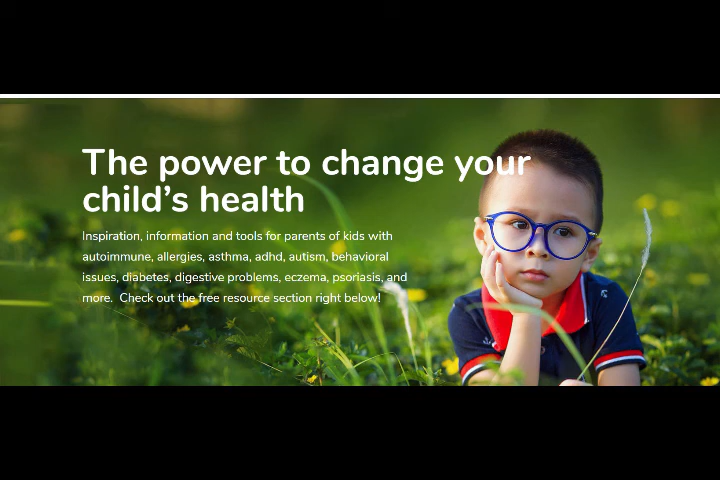 The power to change your
child’s health
Inspiration, information and tools for parents of kids with
autoimmune, allergies, asthma, adhd, autism, behavioral
issues, diabetes, digestive problems, eczema, psoriasis, and
more.  Check out the free resource section right below!